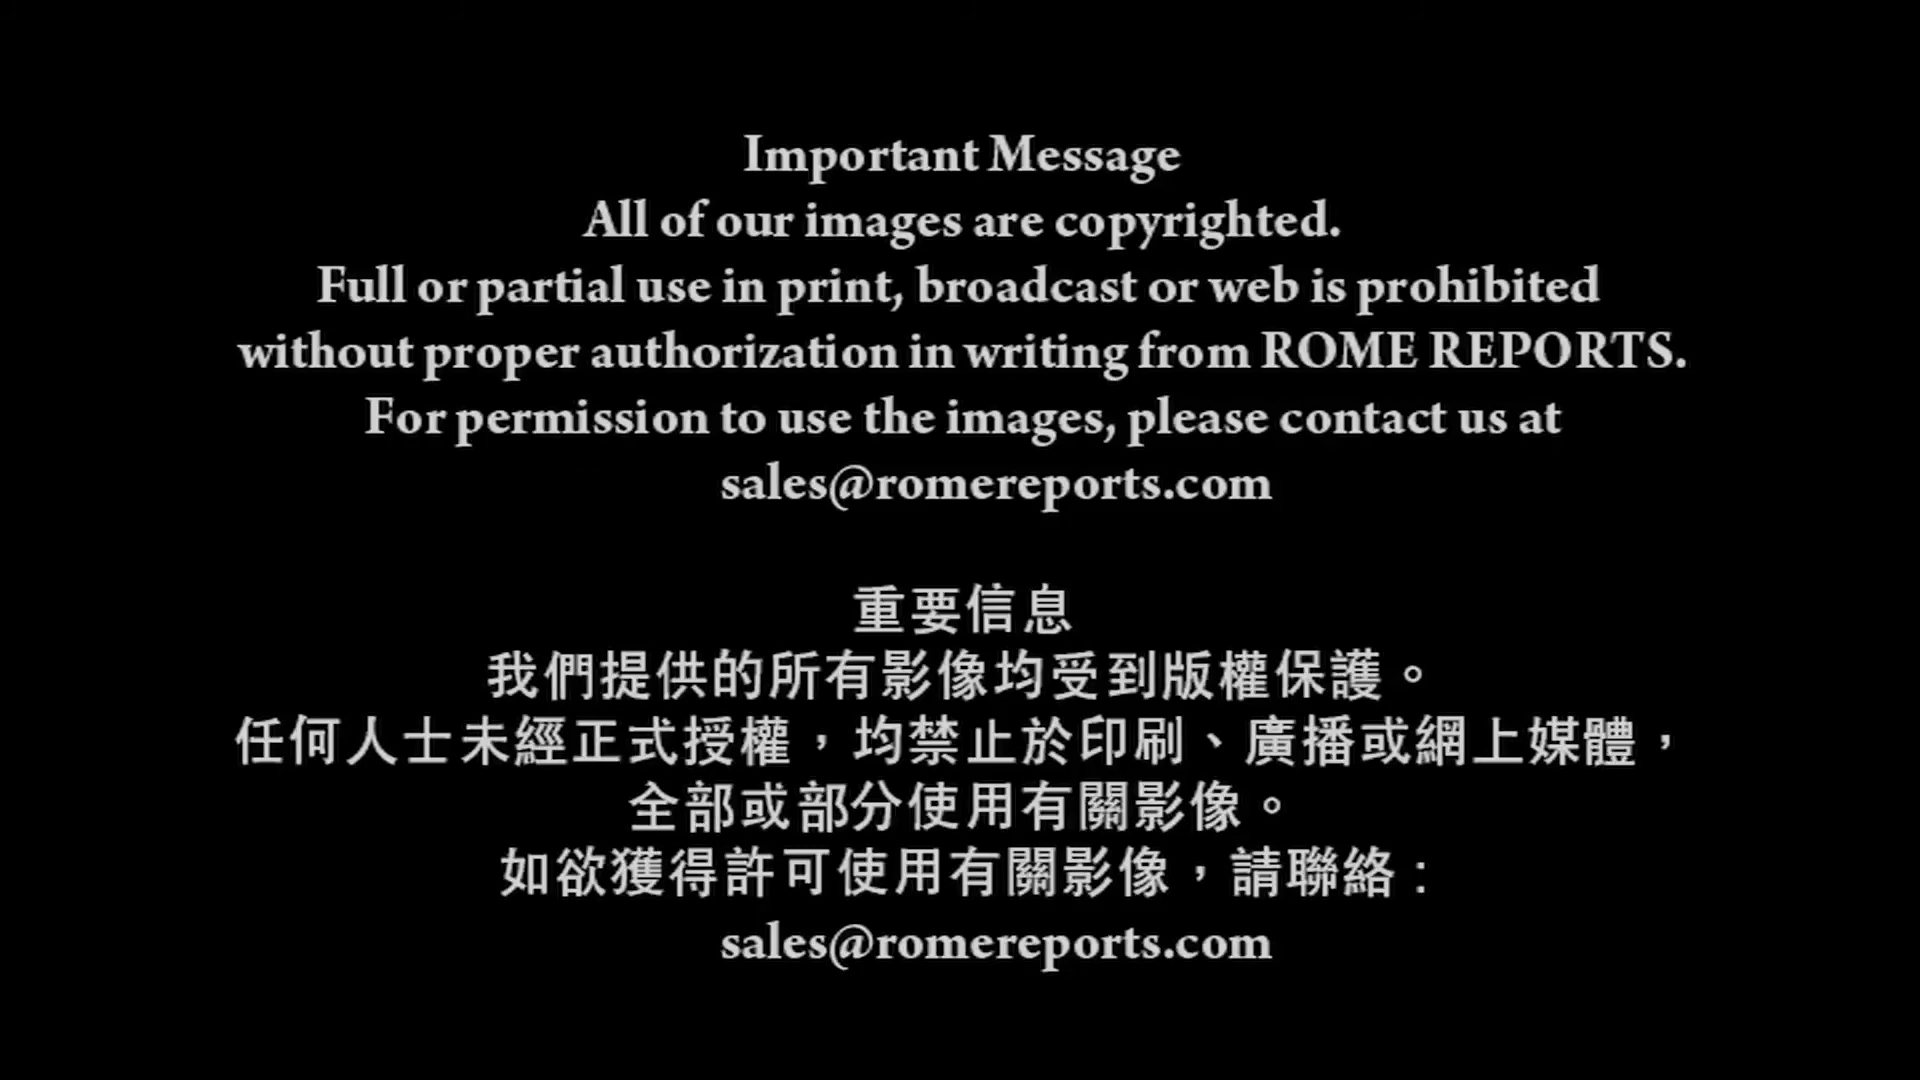 Important Message
All of our images are copyrighted.
Full or partial use in print, broadcast or web is prohibited
without proper authorization in writing from ROME REPORTS.
For permission to use the images, please contact us at
sales@romereports.com
重要信息
我們提供的所有影像均受到版權保護。
任何人士未經正式授權，均禁止於印刷、廣播或網上媒體，
全部或部分使用有關影像。
如欲獲得許可使用有關影像，請聯絡：
sales@romereports.com